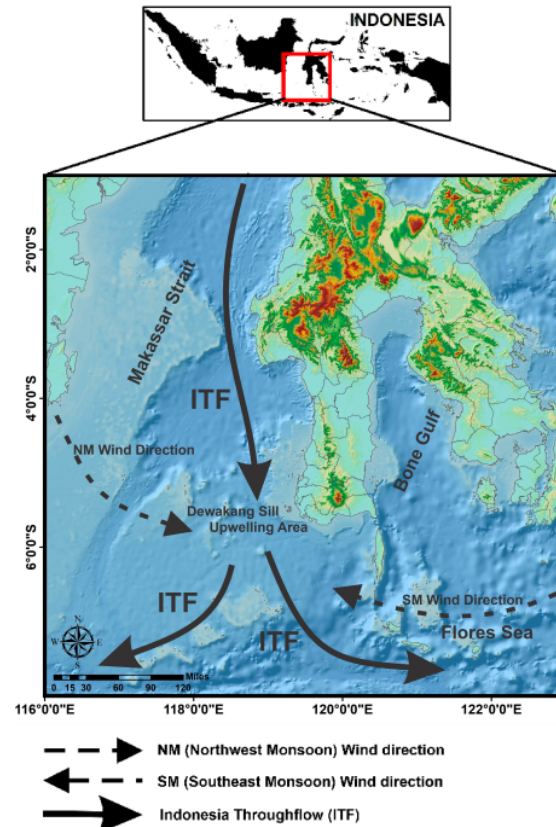 INDONESIA
2°0'0"S
4°0'0"S
6°0'0"S
Makassar Strait
ITF
NM Wind Direction
Bone Gulf
Dewakang Sill
Upwelling Area
ITF
ITF
SM Wind Direction
Flores Sea
N
W
E
S
Miles
0 15 30 60 90 120
116°0'0"E
118°0'0"E
120°0'0"E
122°0'0"E
NM (Northwest Monsoon) Wind direction
SM (Southeast Monsoon) Wind direction
Indonesia Throughflow (ITF)